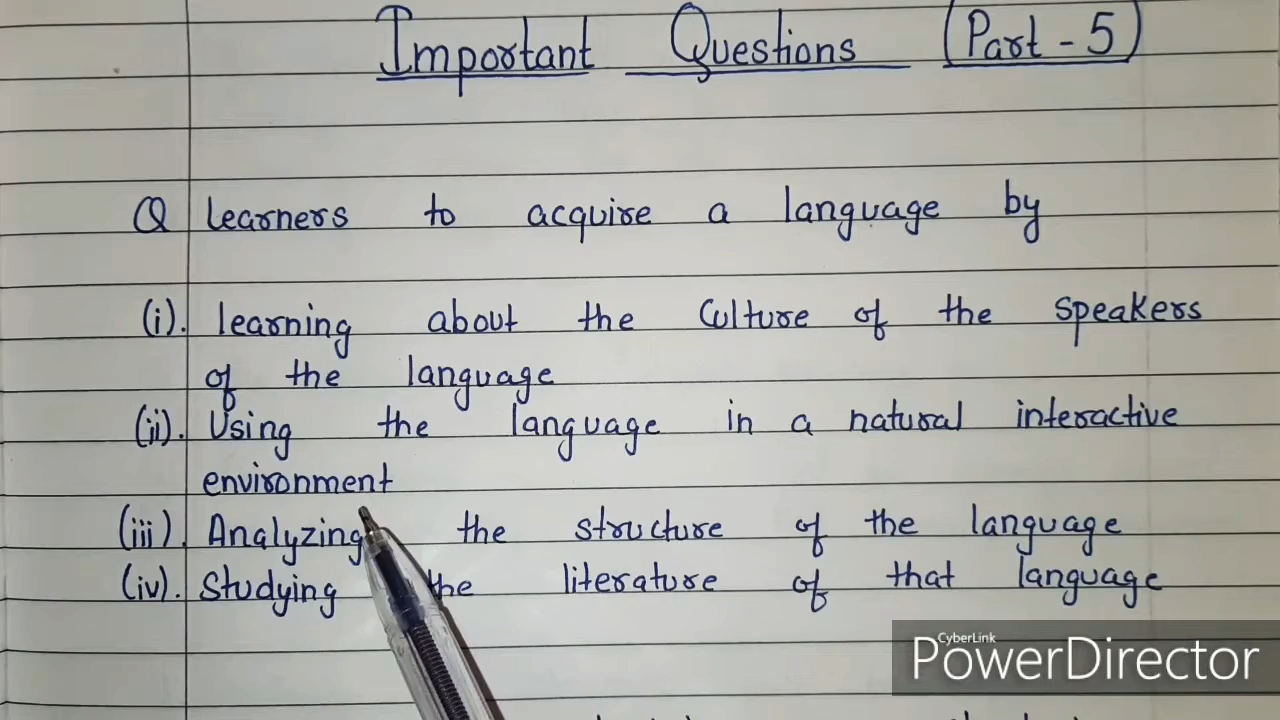 Important Questions (Part - 5)
Q learners to acquire a language by
(i). learning about the culture of the speakers
of the language
(ii). Using the language in a natural interactive
environment
(iii). Analyzing the structure of the language
(iv). Studying the literature of that language
CyberLink
PowerDirector